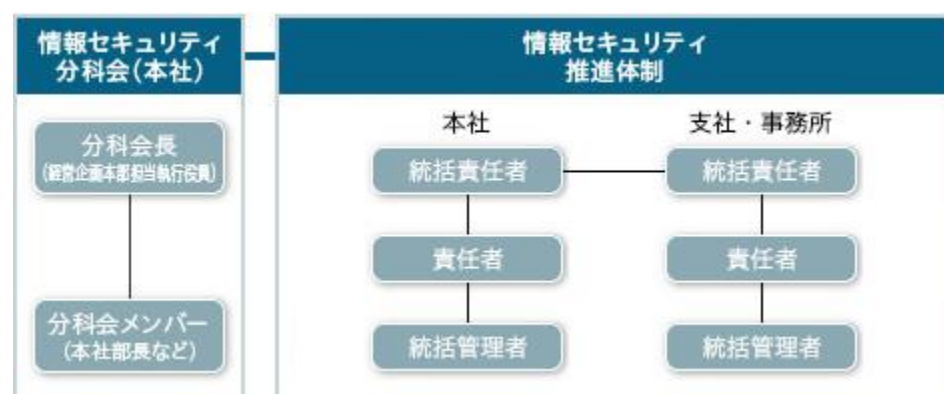 情報セキュリティ
分科会(本社)
分科会長
(経営企画本部担当執行役員)
分科会メンバー
(本社部長など)
情報セキュリティ
推進体制
本社
支社・事務所
統括責任者
統括責任者
責任者
責任者
統括管理者
統括管理者